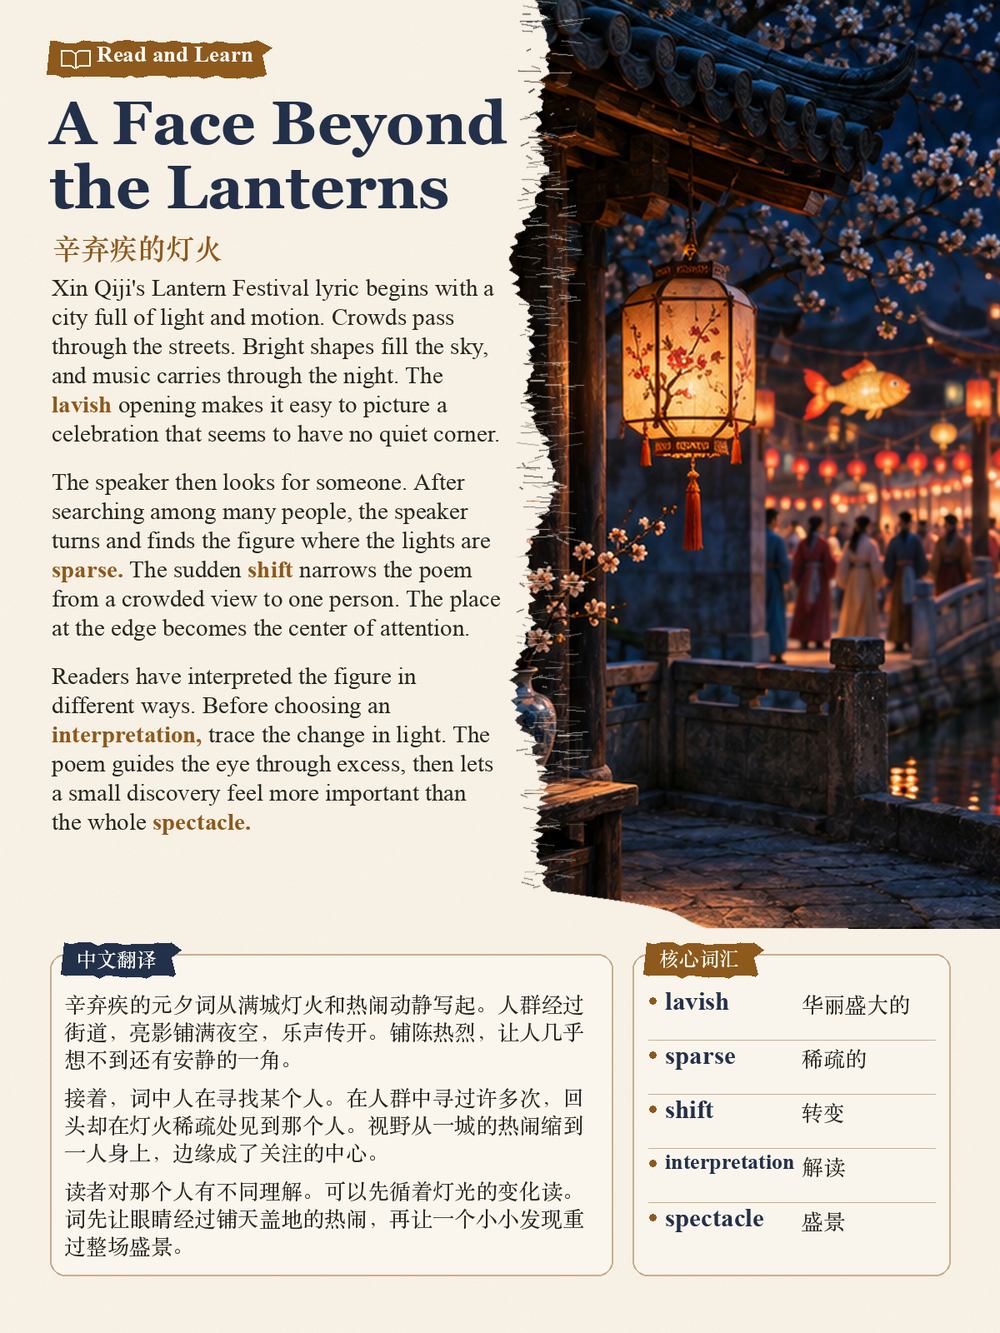 Read and Learn
A Face Beyond
the Lanterns
辛弃疾的灯火
Xin Qiji's Lantern Festival lyric begins with a
city full of light and motion. Crowds pass
through the streets. Bright shapes fill the sky,
and music carries through the night. The
lavish opening makes it easy to picture a
celebration that seems to have no quiet corner.
The speaker then looks for someone. After
searching among many people, the speaker
turns and finds the figure where the lights are
sparse. The sudden shift narrows the poem
from a crowded view to one person. The place
at the edge becomes the center of attention.
Readers have interpreted the figure in
different ways. Before choosing an
interpretation, trace the change in light. The
poem guides the eye through excess, then lets
a small discovery feel more important than
the whole spectacle.
中文翻译
辛弃疾的元夕词从满城灯火和热闹动静写起。人群经过
街道，亮影铺满夜空，乐声传开。铺陈热烈，让人几乎
想不到还有安静的一角。
接着，词中人在寻找某个人。在人群中寻过许多次，回
头却在灯火稀疏处见到那个人。视野从一城的热闹缩到
一人身上，边缘成了关注的中心。
读者对那个人有不同理解。可以先循着灯光的变化读。
词先让眼睛经过铺天盖地的热闹，再让一个小小发现重
过整场盛景。
核心词汇
lavish 华丽盛大的
sparse 稀疏的
shift 转变
interpretation 解读
spectacle 盛景